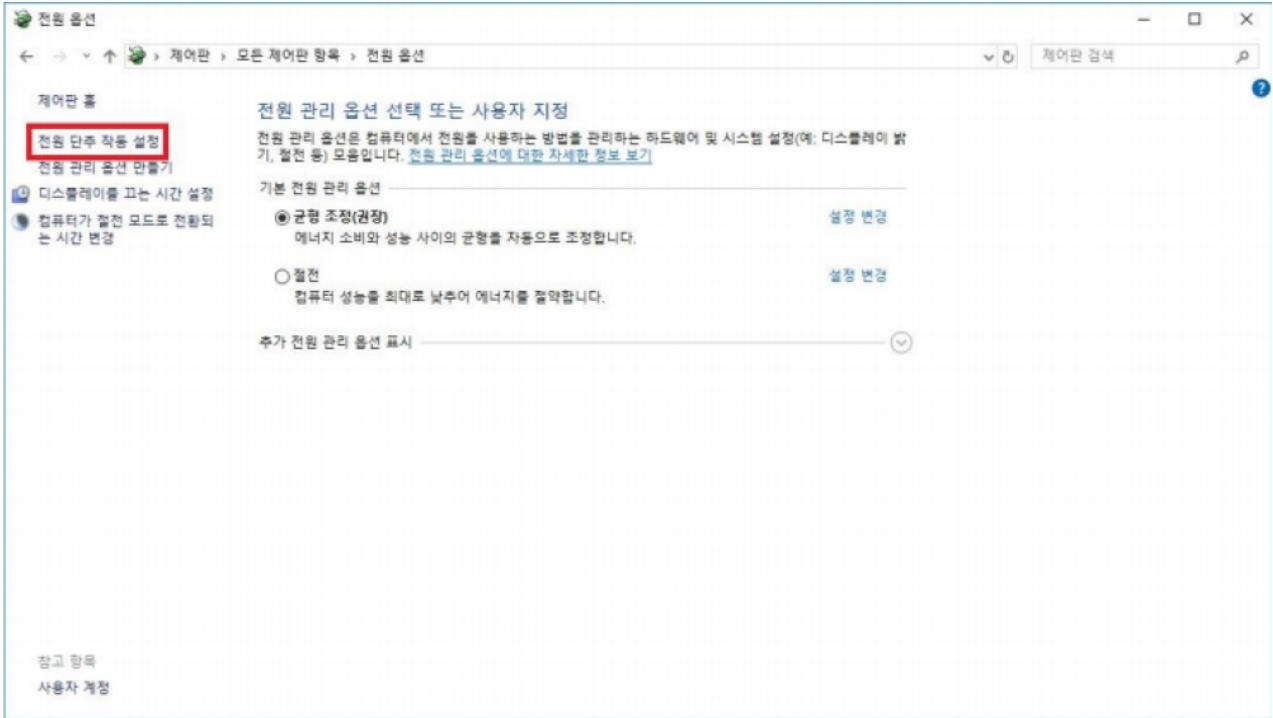 전원 옵션
제어판 › 모든 제어판 항목 › 전원 옵션
제어판 검색
제어판 홈
전원 단추 작동 설정
전원 관리 옵션 만들기
디스플레이를 끄는 시간 설정
컴퓨터가 절전 모드로 전환되
는 시간 변경
전원 관리 옵션 선택 또는 사용자 지정
전원 관리 옵션은 컴퓨터에서 전원을 사용하는 방법을 관리하는 하드웨어 및 시스템 설정(예: 디스플레이 밝
기, 절전 등) 모음입니다. 전원 관리 옵션에 대한 자세한 정보 보기
기본 전원 관리 옵션
균형 조정(권장) 설정 변경
에너지 소비와 성능 사이의 균형을 자동으로 조정합니다.
절전 설정 변경
컴퓨터 성능을 최대로 낮추어 에너지를 절약합니다.
추가 전원 관리 옵션 표시
참고 항목
사용자 계정